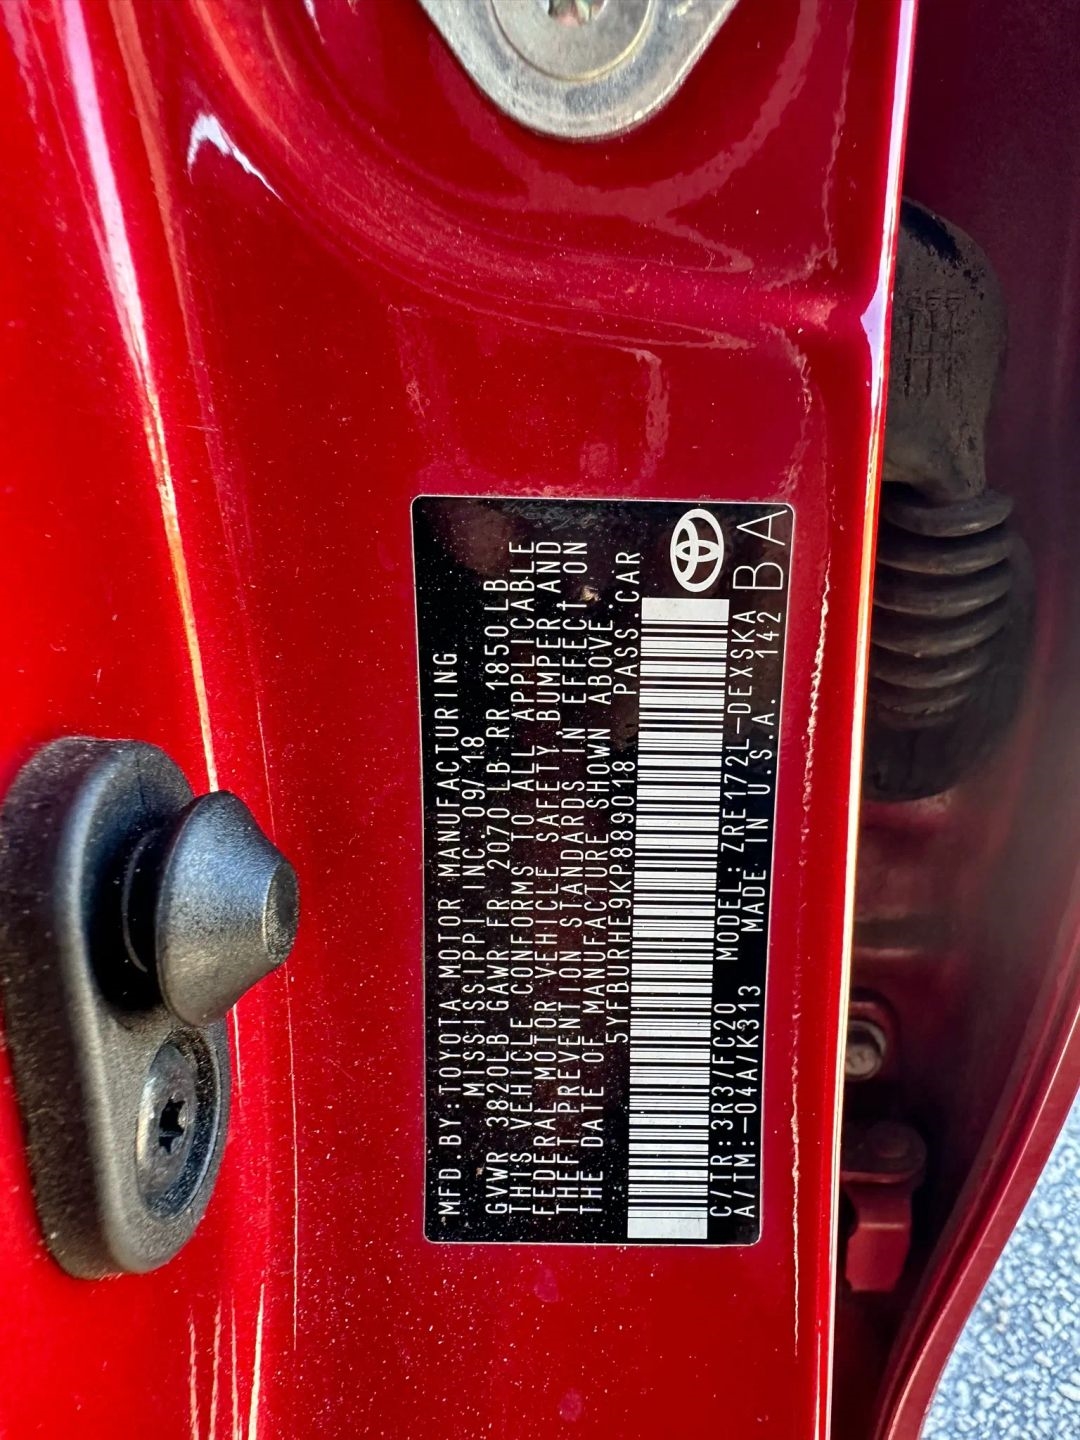 MFD.BY:TOYOTA MOTOR MANUFACTURING
MISSISSIPPI INC.09/18
GVWR 3820LB GAWR FR 2070 LB RR 1850LB
THIS VEHICLE CONFORMS TO ALL APPLICABLE
FEDERAL MOTOR VEHICLE SAFETY, BUMPER, AND
THEFT PREVENTION STANDARDS IN EFFECT ON
THE DATE OF MANUFACTURE SHOWN ABOVE.
5YFBURHE9KP889018 PASS.CAR
C/TR:3R3/FC20 MODEL:ZRE172L-DEXSKA
A/TM:-04A/K313 MADE IN U.S.A. 142
BA